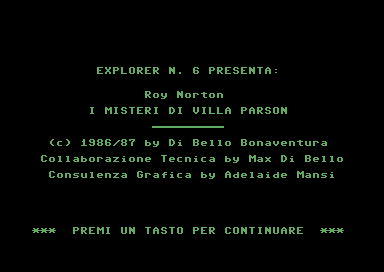 EXPLORER N. 6 PRESENTA:
Roy Norton
I MISTERI DI VILLA PARSON
(c) 1986/87 by Di Bello Bonaventura
Collaborazione Tecnica by Max Di Bello
Consulenza Grafica by Adelaide Mansi
*** PREMI UN TASTO PER CONTINUARE ***